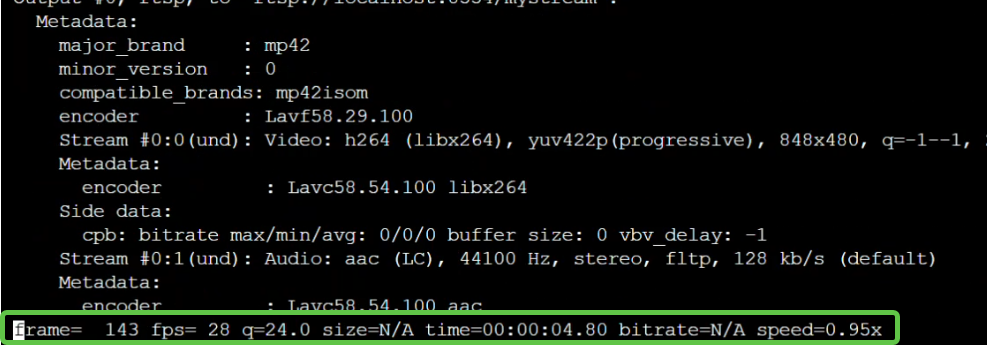 Output #0, rtsp, to 'rtsp://localhost:8554/mystream':
Metadata:
major_brand : mp42
minor_version : 0
compatible_brands: mp42isom
encoder : Lavf58.29.100
Stream #0:0(und): Video: h264 (libx264), yuv422p(progressive), 848x480, q=-1--1,
Metadata:
encoder : Lavc58.54.100 libx264
Side data:
cpb: bitrate max/min/avg: 0/0/0 buffer size: 0 vbv_delay: -1
Stream #0:1(und): Audio: aac (LC), 44100 Hz, stereo, fltp, 128 kb/s (default)
Metadata:
encoder : Lavc58.54.100 aac
frame= 143 fps= 28 q=24.0 size=N/A time=00:00:04.80 bitrate=N/A speed=0.95x